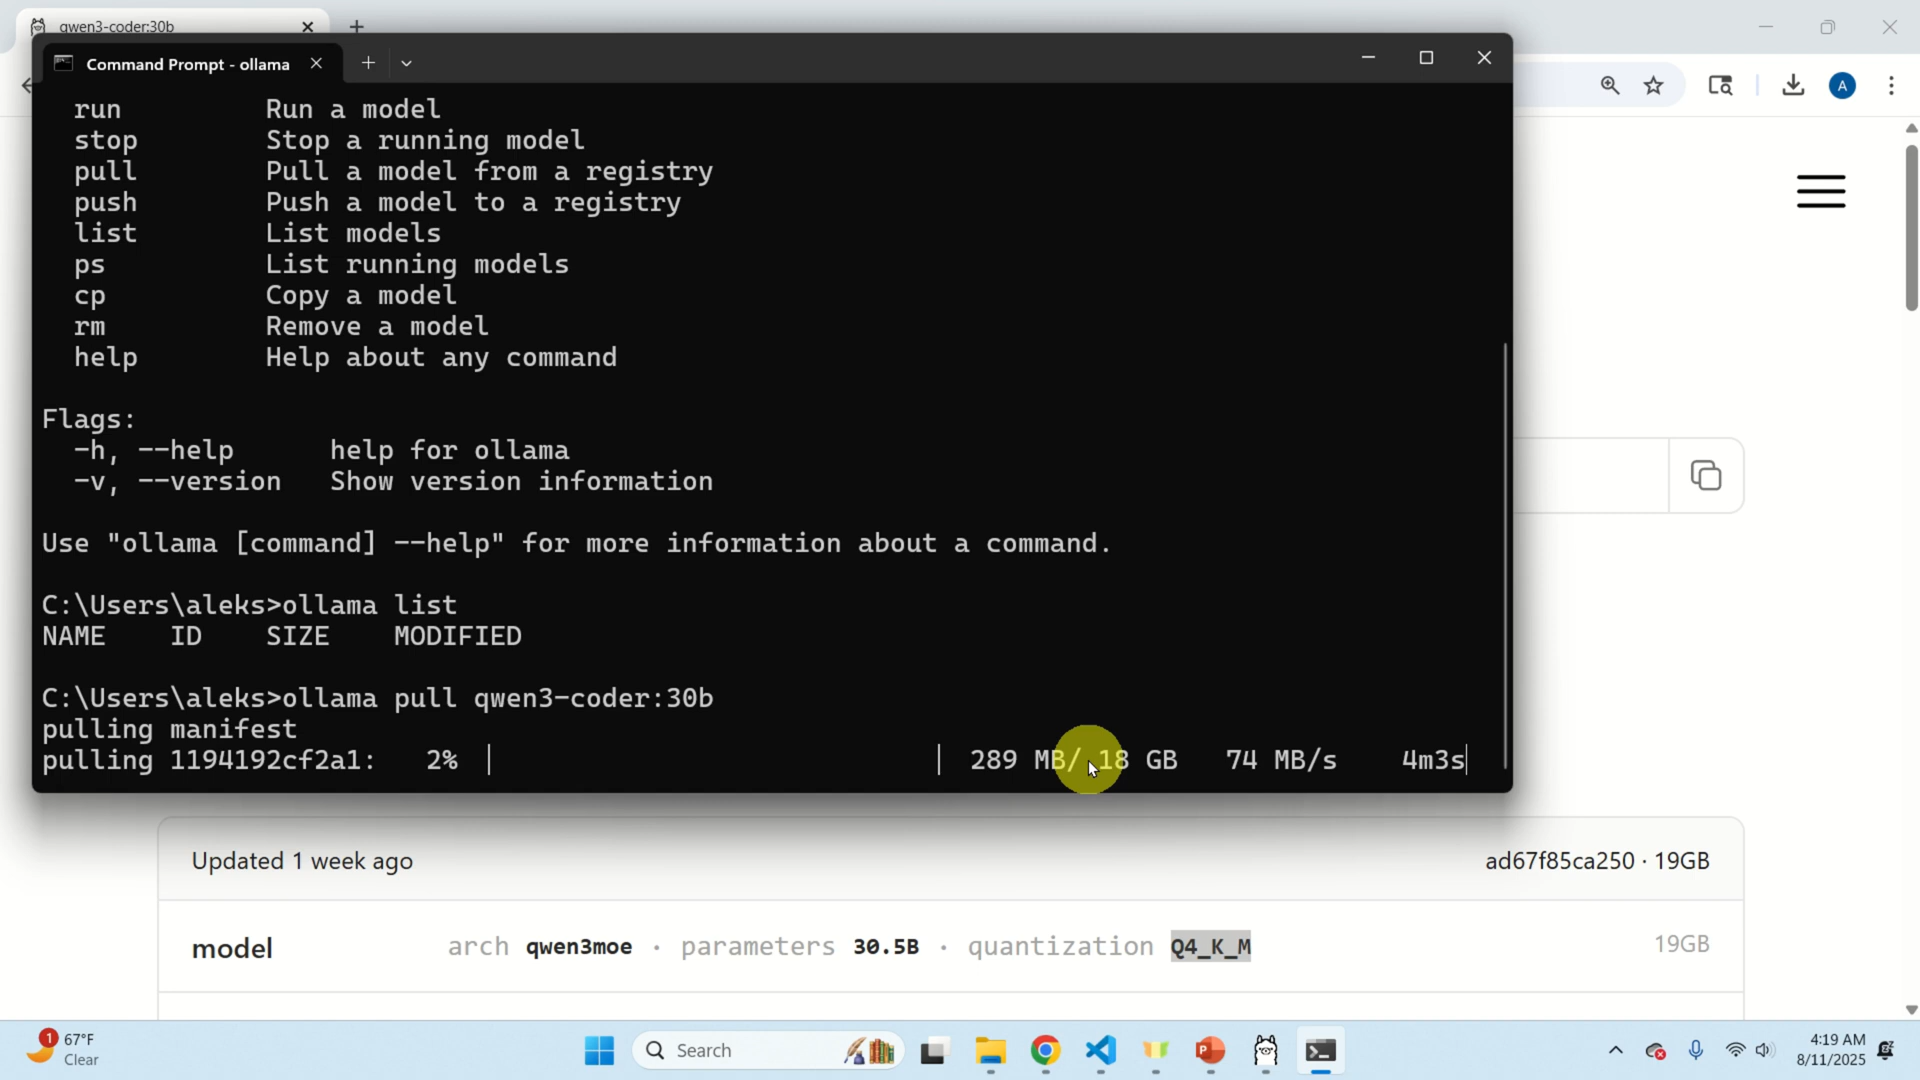 qwen3-coder:30b
Command Prompt - ollama
A
run Run a model
stop Stop a running model
pull Pull a model from a registry
push Push a model to a registry
list List models
ps List running models
cp Copy a model
rm Remove a model
help Help about any command
Flags:
-h, --help help for ollama
-v, --version Show version information
Use "ollama [command] --help" for more information about a command.
C:\Users\aleks>ollama list
NAME ID SIZE MODIFIED
C:\Users\aleks>ollama pull qwen3-coder:30b
pulling manifest
pulling 1194192cf2a1: 2% | | 289 MB/ 18 GB 74 MB/s 4m3s
Updated 1 week ago ad67f85ca250 · 19GB
model arch qwen3moe · parameters 30.5B · quantization Q4_K_M 19GB
1 67°F
Clear
Search
4:19 AM
8/11/2025